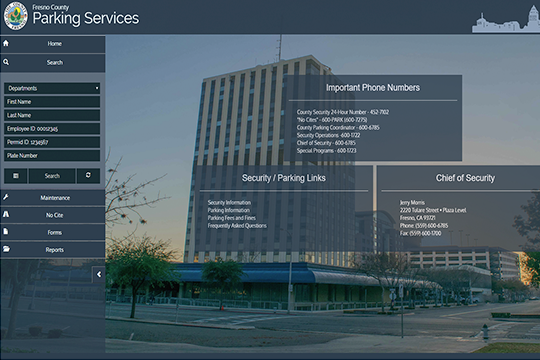 Fresno County
Parking Services
Home
Search
Departments
First Name
Last Name
Employee ID: 00012345
Permid ID: 1234567
Plate Number
Search
Maintenance
No Cite
Forms
Reports
Important Phone Numbers
County Security 24-Hour Number - 452-7102
"No Cites" - 600-PARK (600-7275)
County Parking Coordinator - 600-6785
Security Operations - 600-1722
Chief of Security - 600-6785
Special Programs - 600-1723
Security / Parking Links
Security Information
Parking Information
Parking Fees and Fines
Frequently Asked Questions
Chief of Security
Jerry Morris
2220 Tulare Street • Plaza Level
Fresno, CA 93721
Phone: (559) 600-6785
Fax: (559) 600-1700